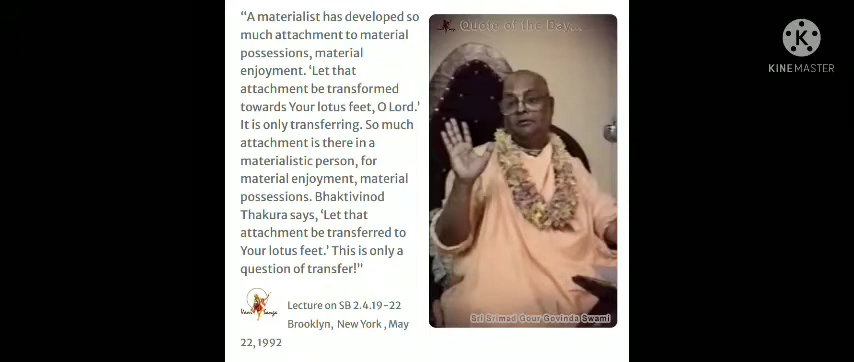 “A materialist has developed so
much attachment to material
possessions, material
enjoyment. ‘Let that
attachment be transformed
towards Your lotus feet, O Lord.’
It is only transferring. So much
attachment is there in a
materialistic person, for
material enjoyment, material
possessions. Bhaktivinod
Thakura says, ‘Let that
attachment be transferred to
Your lotus feet.’ This is only a
question of transfer!”
Vani Sanga
Lecture on SB 2.4.19-22
Brooklyn, New York , May
22, 1992
Quote of the Day...
Sri Srimad Gour Govinda Swami
K
KINEMASTER